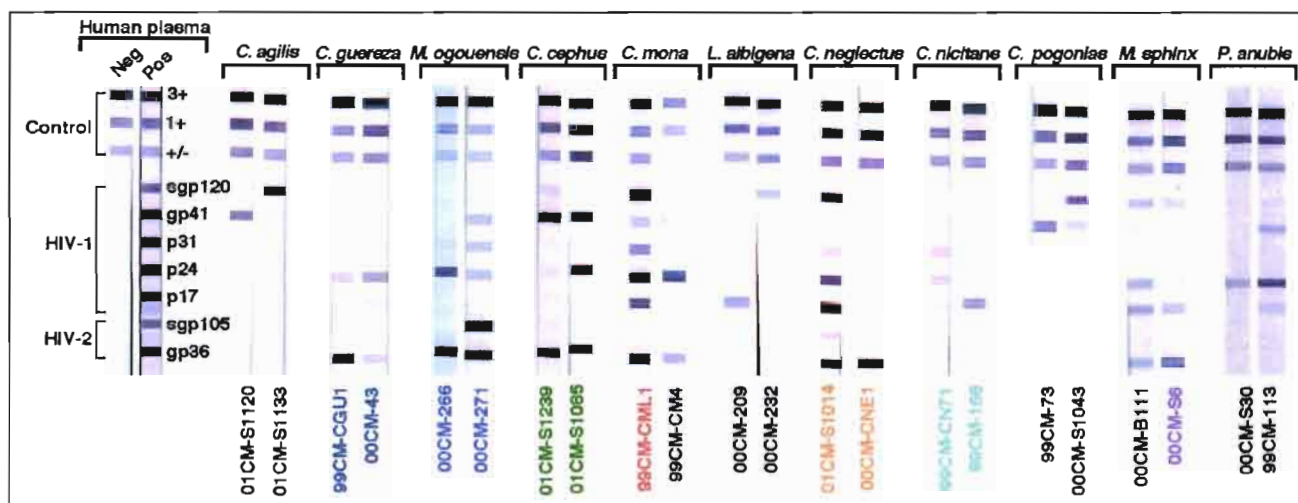 Human plasma
Neg Pos
C. agilis C. guereza M. ogouensis C. cephus C. mona L. albigena C. neglectus C. nictitans C. pogonias M. sphinx P. anubis
Control
3+
1+
+/-
HIV-1
sgp120
gp41
p31
p24
p17
HIV-2
sgp105
gp36
01CM-S1120
01CM-S1133
99CM-CGU1
00CM-43
00CM-266
00CM-271
01CM-S1239
01CM-S1085
99CM-CML1
99CM-CM4
00CM-209
00CM-232
01CM-S1014
00CM-CNE1
99CM-CN71
99CM-166
99CM-73
00CM-S1043
00CM-B111
00CM-S6
00CM-S30
99CM-113